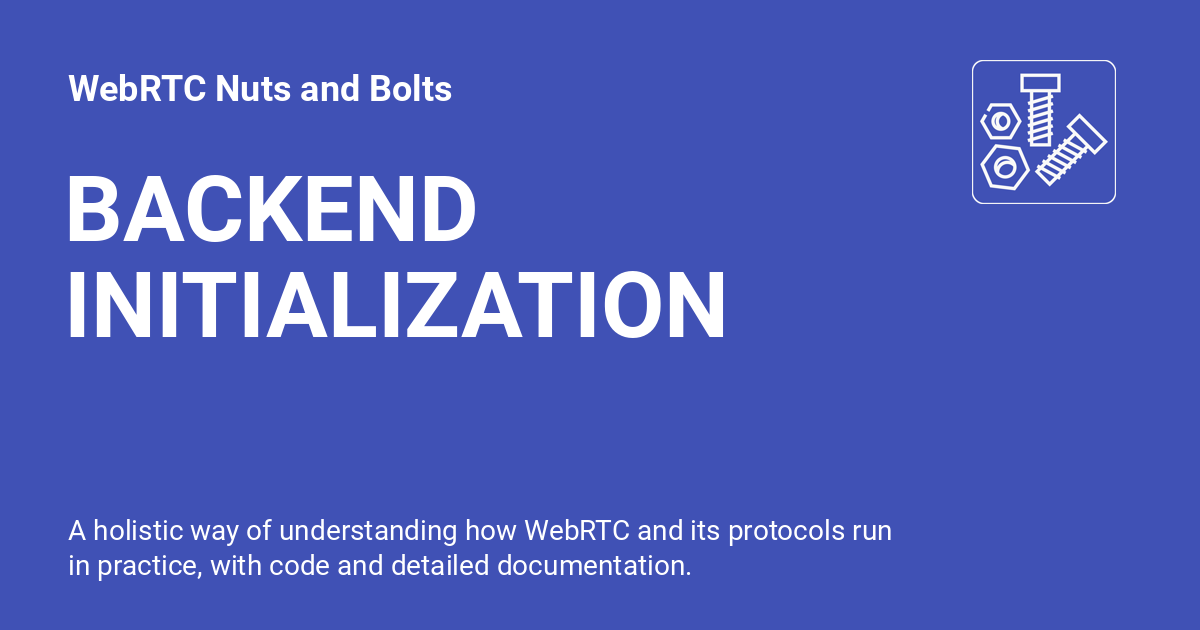 WebRTC Nuts and Bolts
BACKEND
INITIALIZATION
A holistic way of understanding how WebRTC and its protocols run
in practice, with code and detailed documentation.